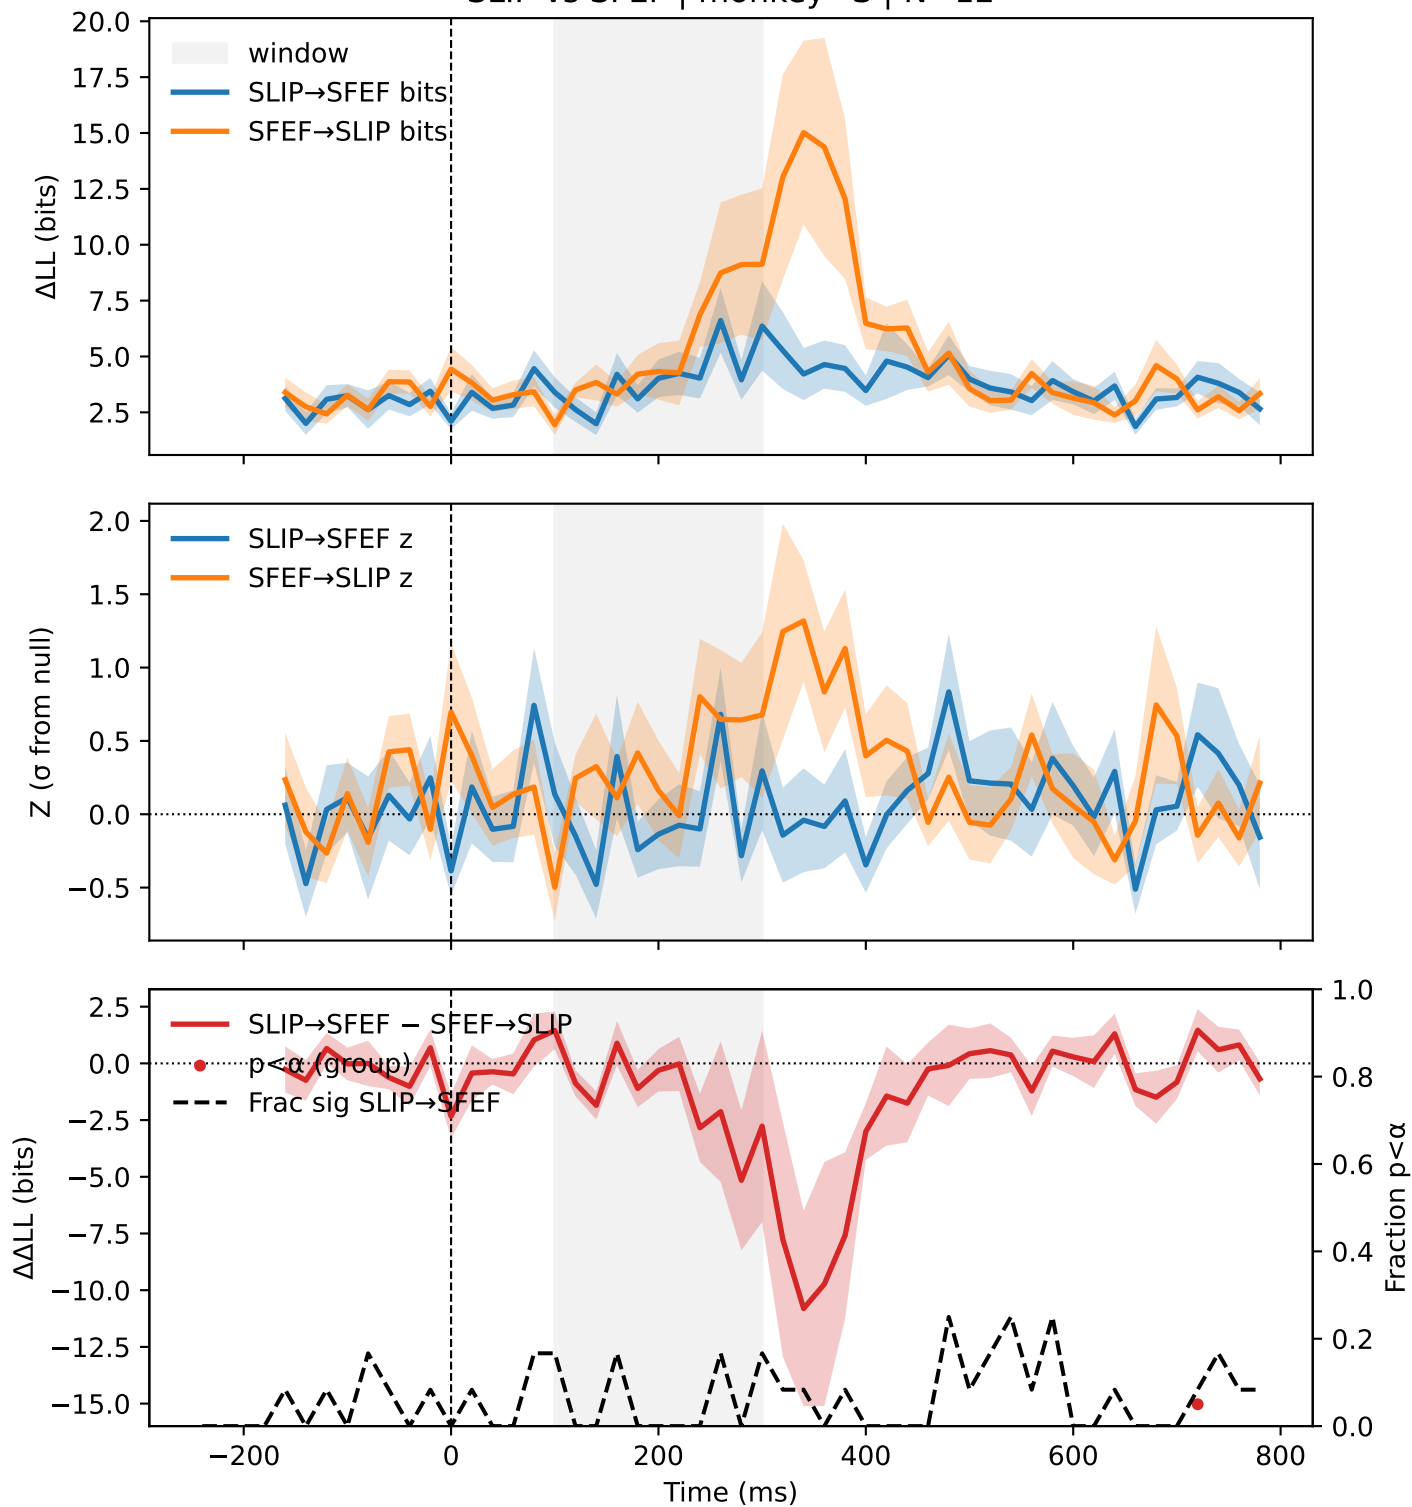 20.0
17.5
15.0
12.5
10.0
7.5
5.0
2.5
ΔLL (bits)
window
SLIP→SFEF bits
SFEF→SLIP bits
2.0
1.5
1.0
0.5
0.0
−0.5
Z (σ from null)
SLIP→SFEF z
SFEF→SLIP z
2.5
0.0
−2.5
−5.0
−7.5
−10.0
−12.5
−15.0
ΔΔLL (bits)
SLIP→SFEF − SFEF→SLIP
p<α (group)
Frac sig SLIP→SFEF
1.0
0.8
0.6
0.4
0.2
0.0
Fraction p<α
−200
0
200
400
600
800
Time (ms)